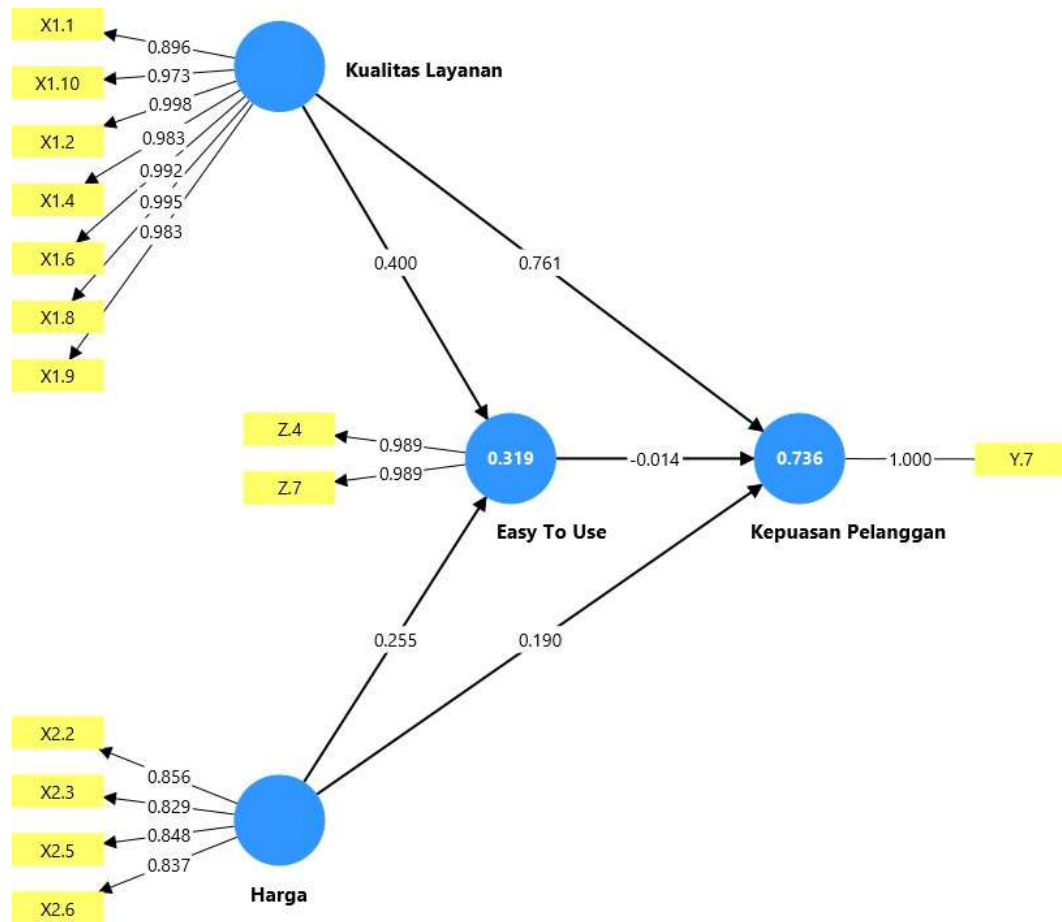 X1.1
0.896
Kualitas Layanan
X1.10
0.973
0.998
X1.2
0.983
0.992
X1.4
0.995
0.983
X1.6
X1.8
X1.9
0.400
0.761
Z.4
0.989
Z.7
0.989
0.319
-0.014
0.736
1.000
Y.7
Easy To Use
Kepuasan Pelanggan
0.255
0.190
X2.2
0.856
X2.3
0.829
X2.5
0.848
0.837
X2.6
Harga